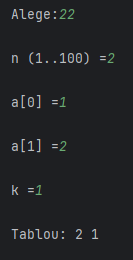 Alege:22
n (1..100) =2
a[0] =1
a[1] =2
k =1
Tablou: 2 1